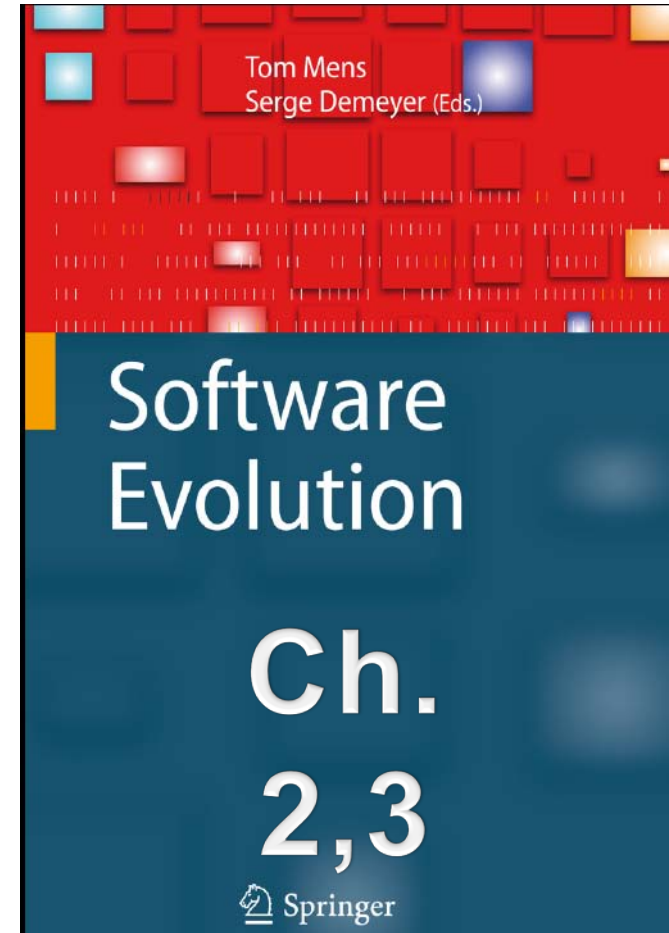 Tom Mens
Serge Demeyer (Eds.)
Software
Evolution
Ch.
2,3
Springer